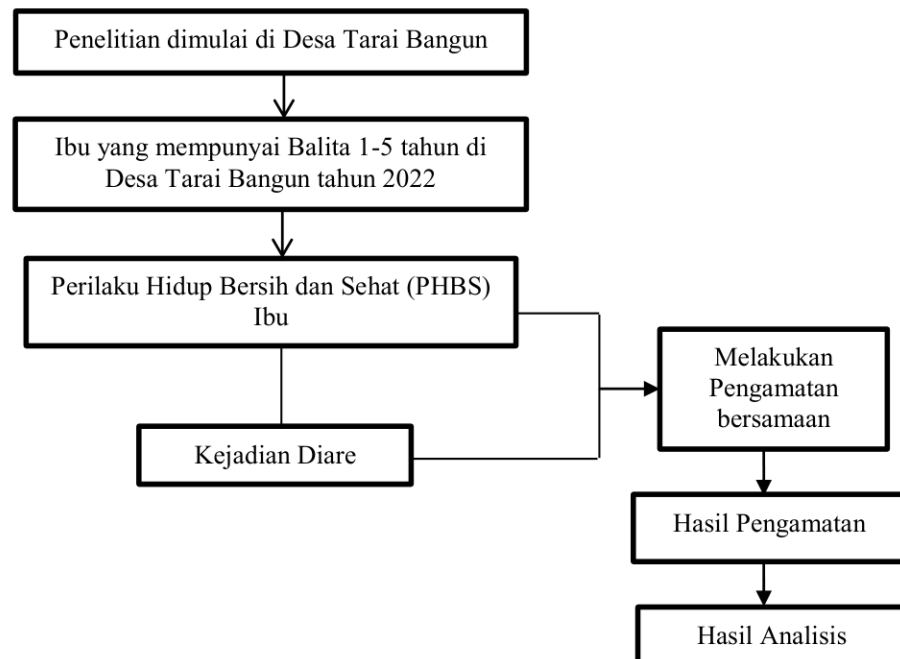 Penelitian dimulai di Desa Tarai Bangun
Ibu yang mempunyai Balita 1-5 tahun di
Desa Tarai Bangun tahun 2022
Perilaku Hidup Bersih dan Sehat (PHBS)
Ibu
Kejadian Diare
Melakukan
Pengamatan
bersamaan
Hasil Pengamatan
Hasil Analisis